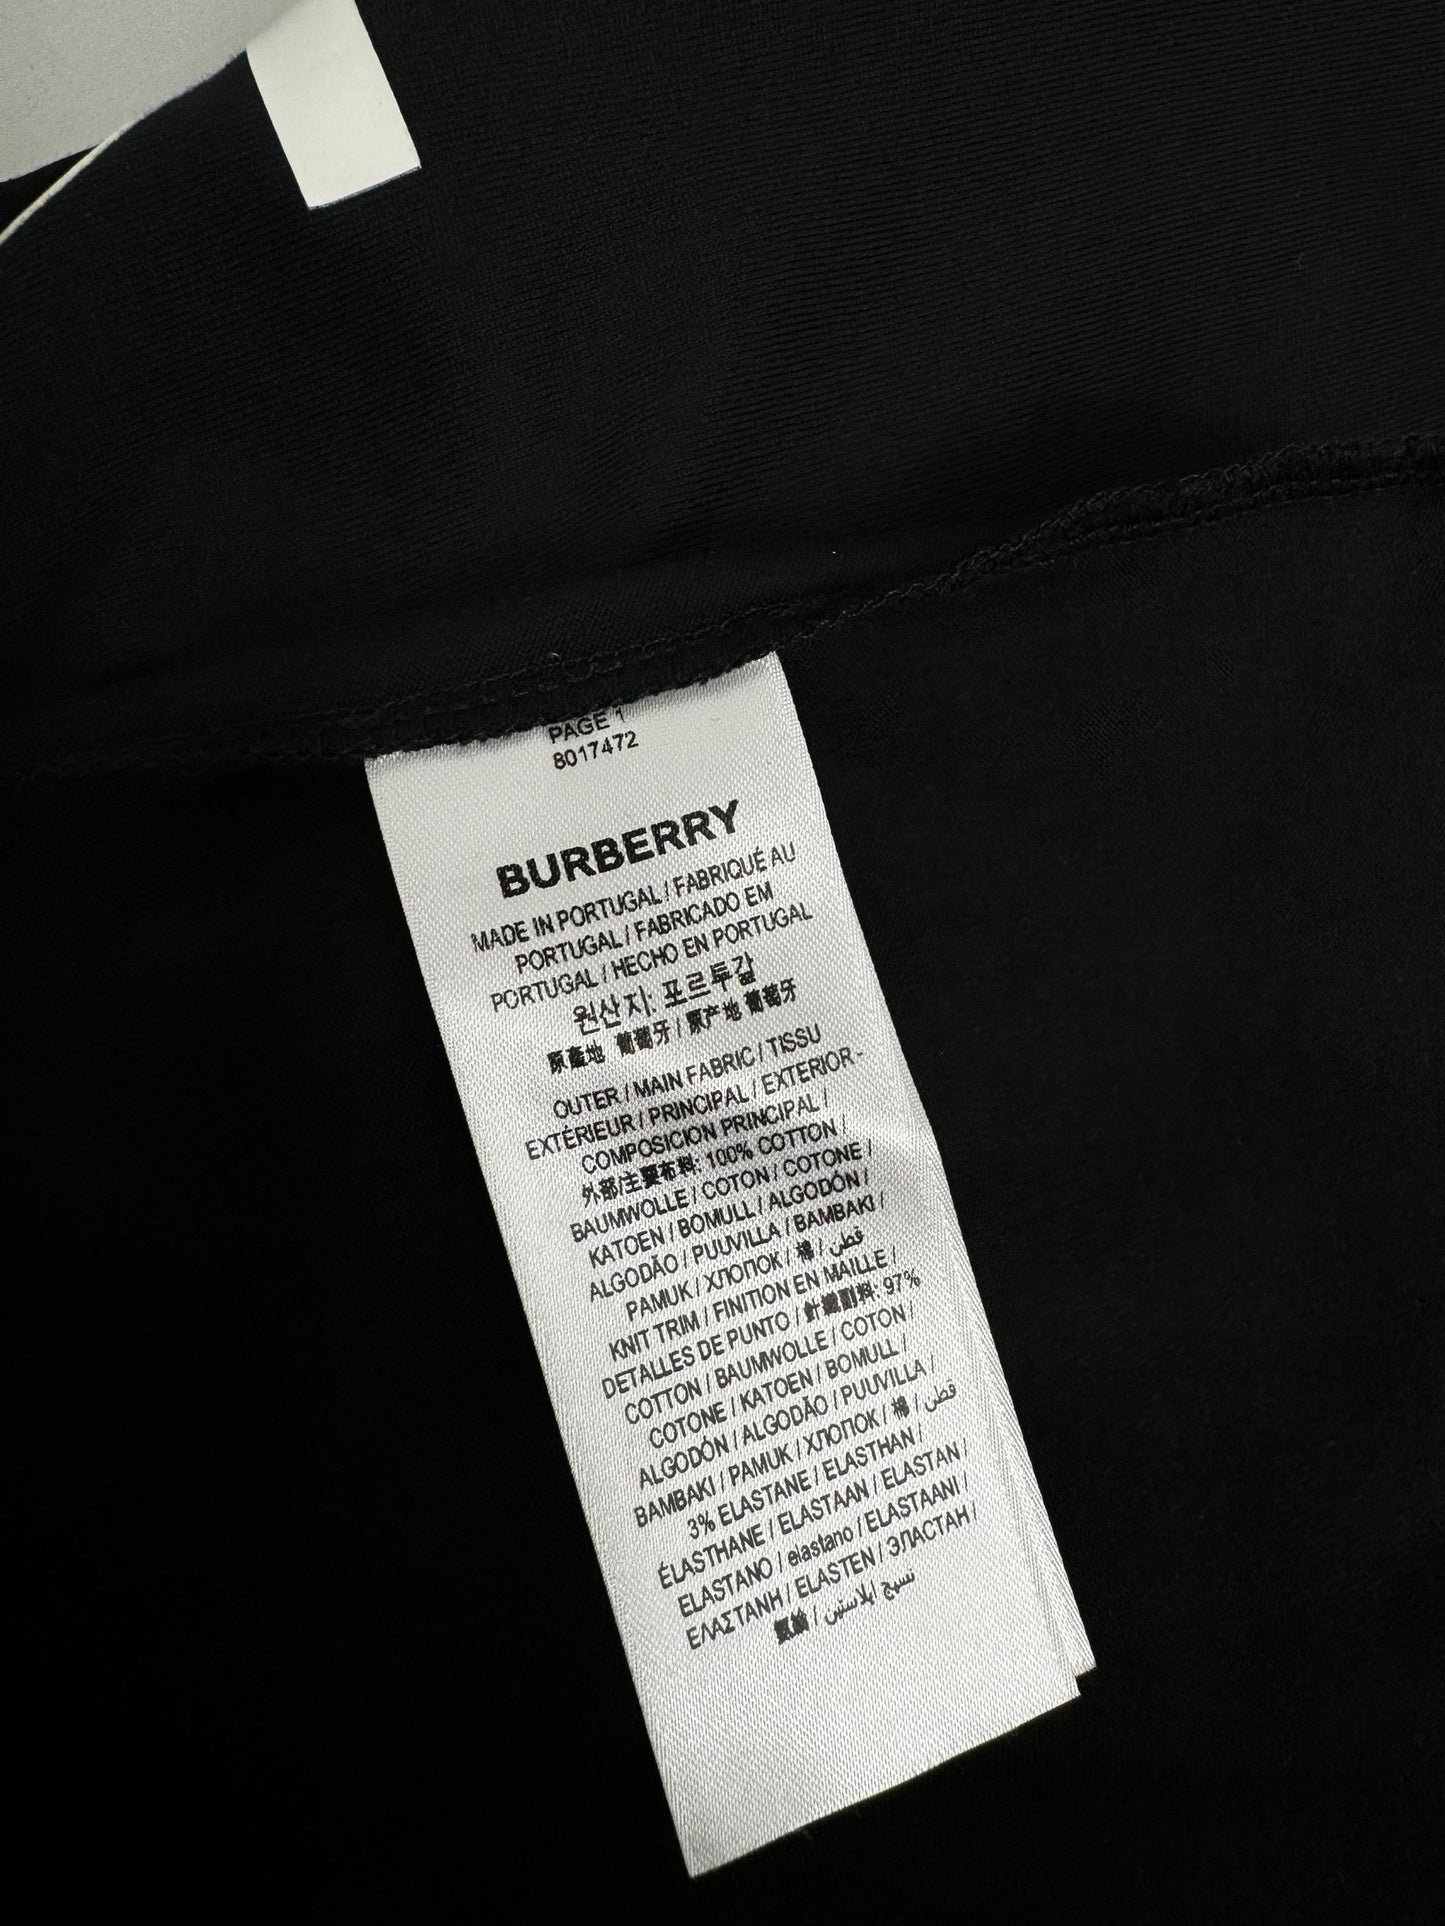 PAGE 1
8017472
BURBERRY
MADE IN PORTUGAL / FABRIQUÉ AU
PORTUGAL / FABRICADO EM
PORTUGAL / HECHO EN PORTUGAL
원산지: 포르투갈
原產地 葡萄牙 / 原产地 葡萄牙
OUTER / MAIN FABRIC / TISSU
EXTÉRIEUR / PRINCIPAL / EXTERIOR -
COMPOSICION PRINCIPAL /
外部/主要布料: 100% COTTON /
BAUMWOLLE / COTON / COTONE /
KATOEN / BOMULL / ALGODÓN /
ALGODÃO / PUUVILLA / BAMBAKI /
PAMUK / ХЛОПОК / 棉 / قطن /
KNIT TRIM / FINITION EN MAILLE /
DETALLES DE PUNTO / 針織副料: 97%
COTTON / BAUMWOLLE / COTON /
COTONE / KATOEN / BOMULL /
ALGODÓN / ALGODÃO / PUUVILLA /
BAMBAKI / PAMUK / ХЛОПОК / 棉 / قطن
3% ELASTANE / ELASTHAN /
ÉLASTHANE / ELASTAAN / ELASTAN /
ELASTANO / elastano / ELASTAANI /
ΕΛΑΣΤΑΝΗ / ELASTEN / ЭЛАСТАН /
氨綸 / نسيج ايلاستين